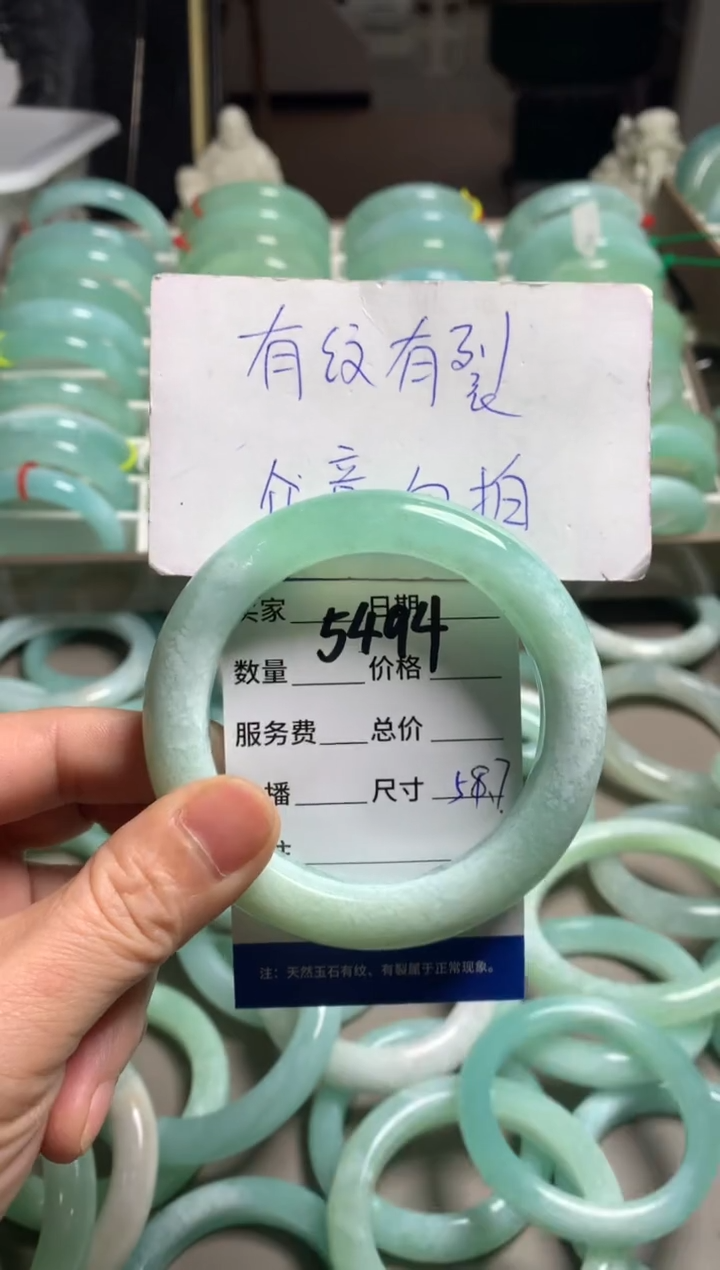 有纹有裂
介意勿拍
家 日期
5494
数量 价格
服务费 总价
播 尺寸 58.7
注：天然玉石有纹、有裂属于正常现象。